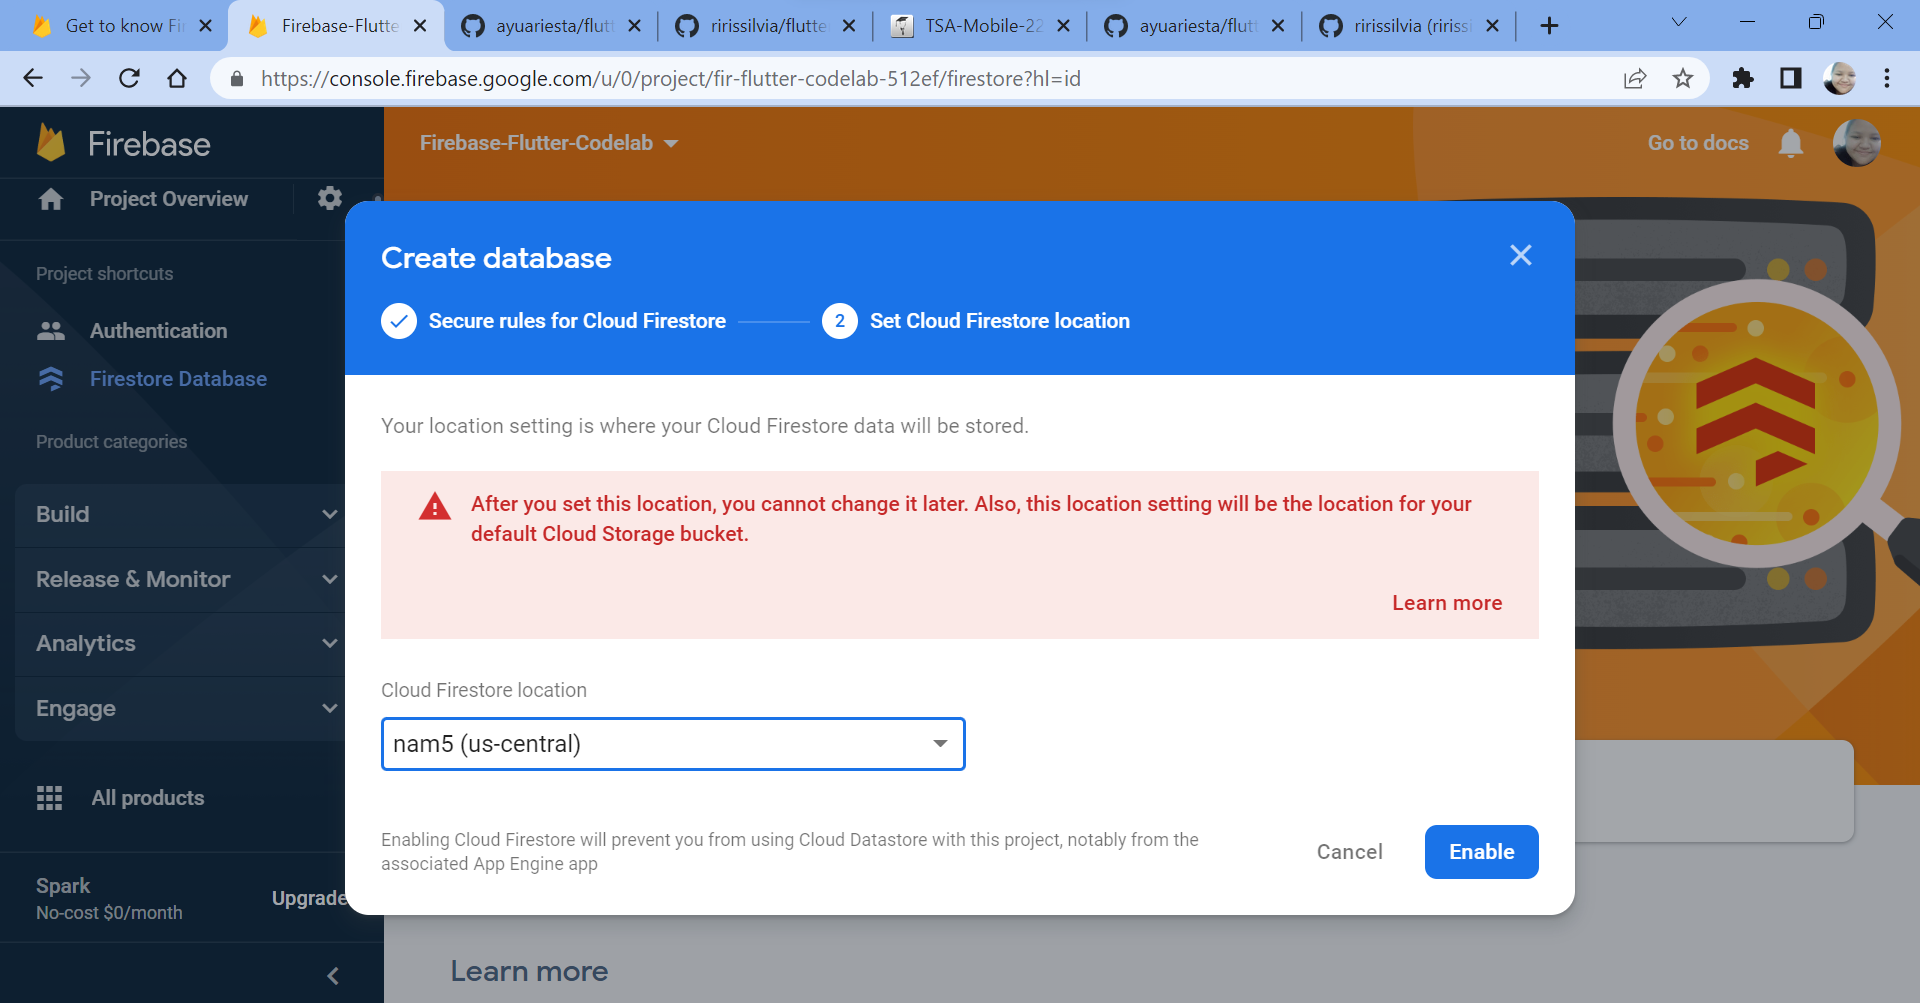 Get to know Fi
Firebase-Flutte
ayuariesta/flutt
ririssilvia/flutte
TSA-Mobile-22
ayuariesta/flutt
ririssilvia (ririssi
https://console.firebase.google.com/u/0/project/fir-flutter-codelab-512ef/firestore?hl=id
Firebase
Firebase-Flutter-Codelab
Go to docs
Project Overview
Project shortcuts
Authentication
Firestore Database
Product categories
Build
Release & Monitor
Analytics
Engage
All products
Spark
No-cost $0/month
Upgrade
Create database
Secure rules for Cloud Firestore
2
Set Cloud Firestore location
Your location setting is where your Cloud Firestore data will be stored.
After you set this location, you cannot change it later. Also, this location setting will be the location for your
default Cloud Storage bucket.
Learn more
Cloud Firestore location
nam5 (us-central)
Enabling Cloud Firestore will prevent you from using Cloud Datastore with this project, notably from the
associated App Engine app
Cancel
Enable
Learn more